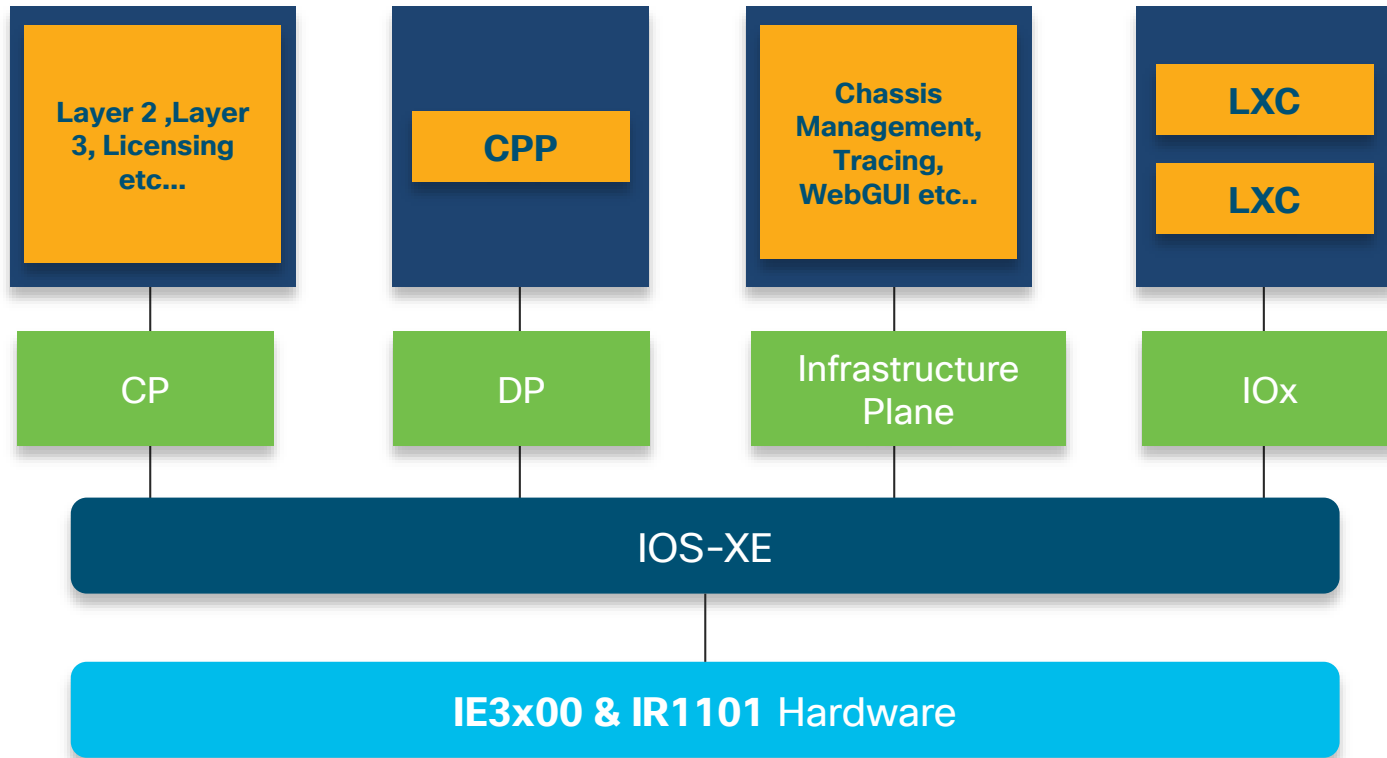 Layer 2 ,Layer
3, Licensing
etc...
CPP
Chassis
Management,
Tracing,
WebGUI etc..
LXC
LXC
CP
DP
Infrastructure
Plane
IOx
IOS-XE
IE3x00 & IR1101 Hardware